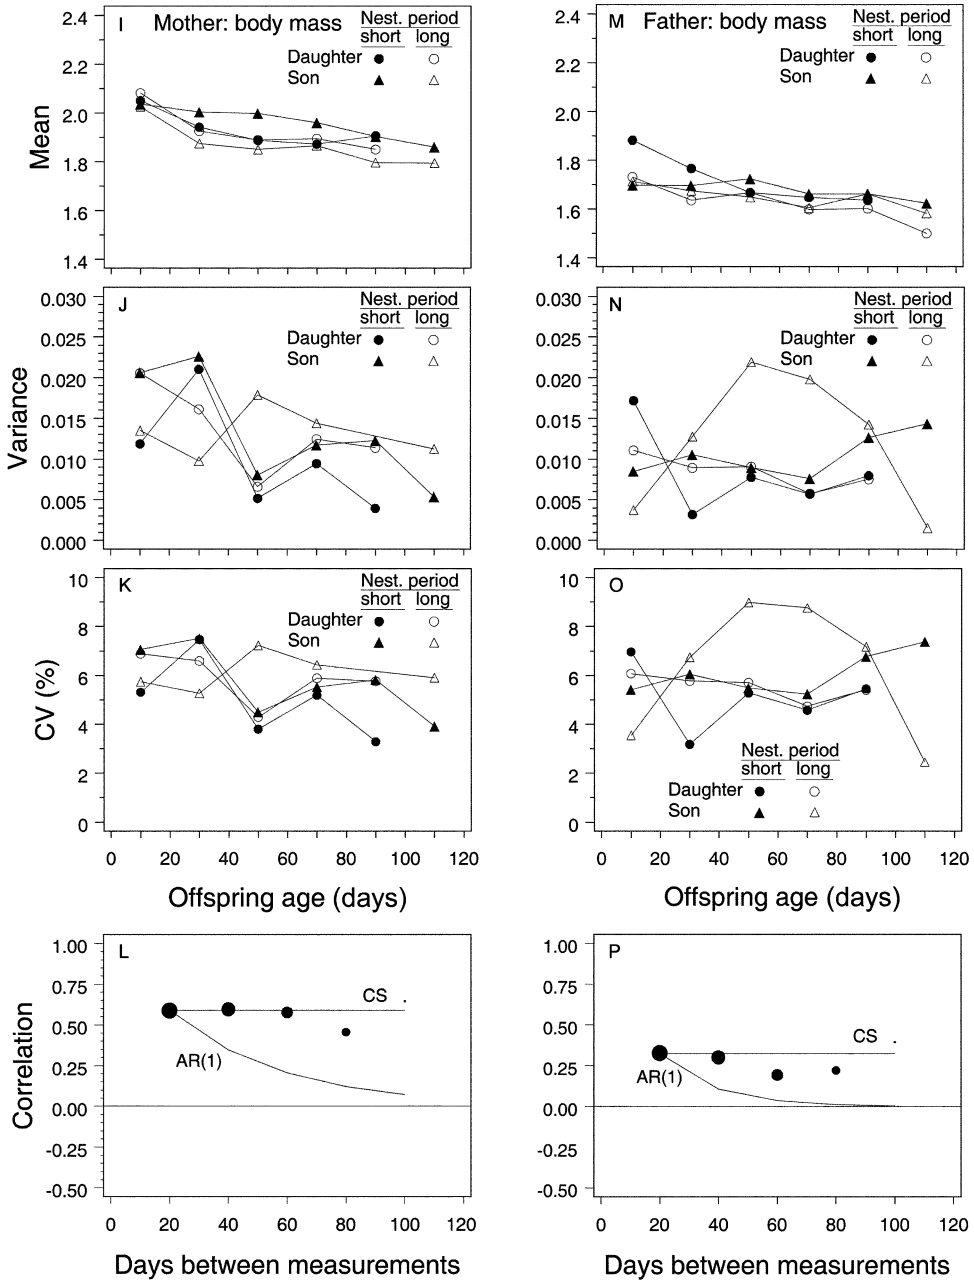 I Mother: body mass
Nest. period
short long
Daughter
Son
2.4
2.2
2.0
1.8
1.6
1.4
Mean
M Father: body mass
Nest. period
short long
Daughter
Son
2.4
2.2
2.0
1.8
1.6
1.4
J
Nest. period
short long
Daughter
Son
0.030
0.025
0.020
0.015
0.010
0.005
0.000
Variance
N
Nest. period
short long
Daughter
Son
0.030
0.025
0.020
0.015
0.010
0.005
0.000
K
Nest. period
short long
Daughter
Son
10
8
6
4
2
0
CV (%)
0 20 40 60 80 100 120
Offspring age (days)
O
10
8
6
4
2
0
Nest. period
short long
Daughter
Son
0 20 40 60 80 100 120
Offspring age (days)
L
1.00
0.75
0.50
0.25
0.00
-0.25
-0.50
Correlation
CS
AR(1)
0 20 40 60 80 100 120
Days between measurements
P
1.00
0.75
0.50
0.25
0.00
-0.25
-0.50
CS
AR(1)
0 20 40 60 80 100 120
Days between measurements